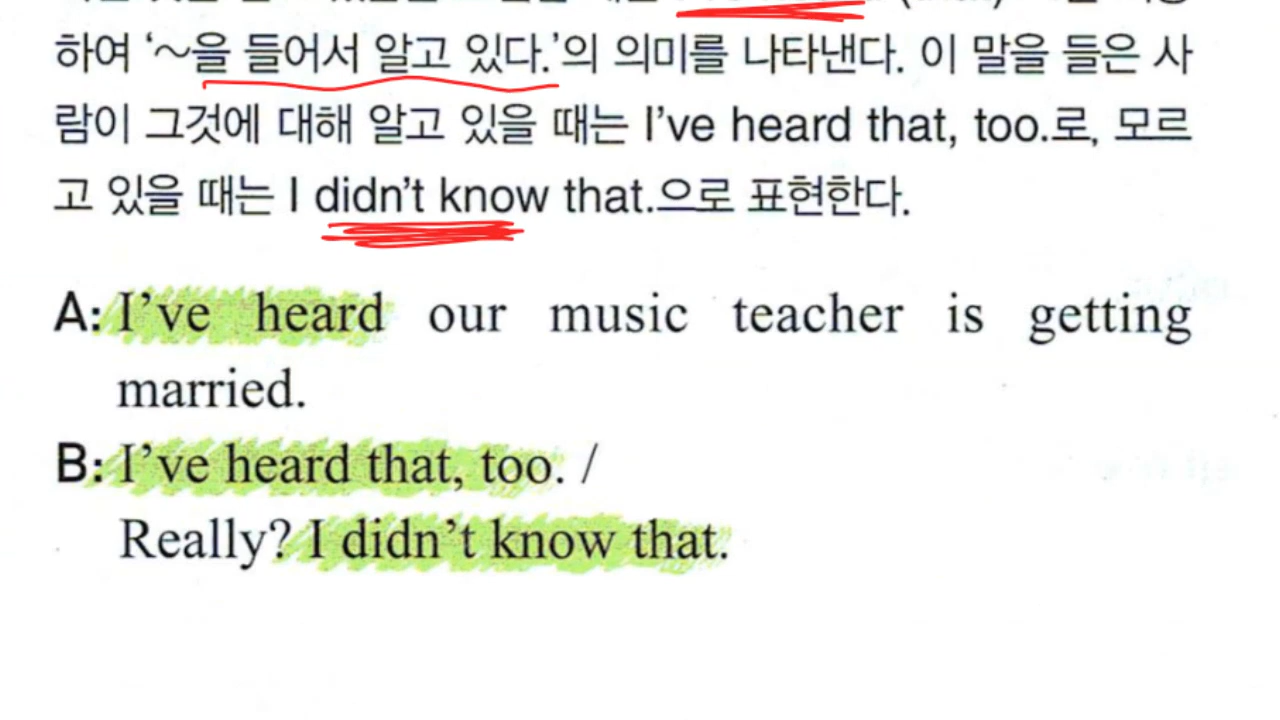 하여 ‘~을 들어서 알고 있다.’의 의미를 나타낸다. 이 말을 들은 사
람이 그것에 대해 알고 있을 때는 I’ve heard that, too.로, 모르
고 있을 때는 I didn’t know that.으로 표현한다.
A: I’ve heard our music teacher is getting
married.
B: I’ve heard that, too. /
Really? I didn’t know that.